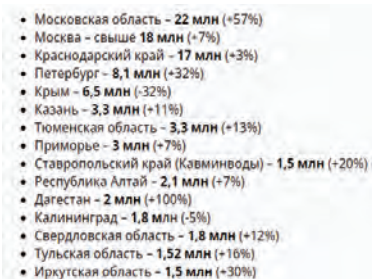 • Московская область – 22 млн (+57%)
• Москва – свыше 18 млн (+7%)
• Краснодарский край – 17 млн (+3%)
• Петербург – 8,1 млн (+32%)
• Крым – 6,5 млн (-32%)
• Казань – 3,3 млн (+11%)
• Тюменская область – 3,3 млн (+13%)
• Приморье – 3 млн (+7%)
• Ставропольский край (Кавминводы) – 1,5 млн (+20%)
• Республика Алтай – 2,1 млн (+7%)
• Дагестан – 2 млн (+100%)
• Калининград – 1,8 млн (-5%)
• Свердловская область – 1,8 млн (+12%)
• Тульская область – 1,52 млн (+16%)
• Иркутская область – 1,5 млн (+30%)